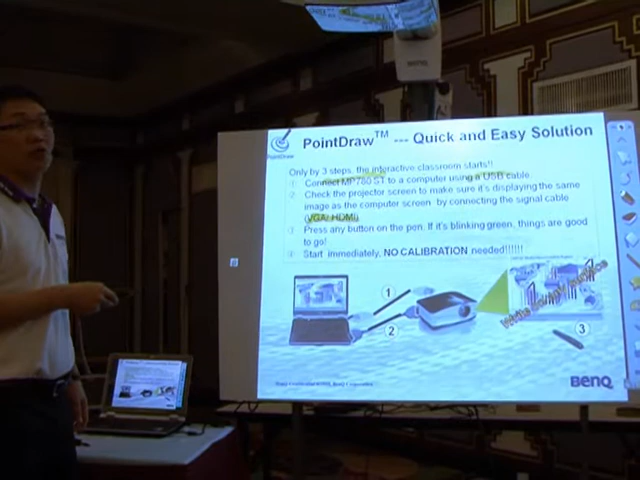 PointDraw™ --- Quick and Easy Solution
PointDraw
Only by 3 steps, the interactive classroom starts!!
① Connect MP780 ST to a computer using a USB cable.
② Check the projector screen to make sure it's displaying the same
image as the computer screen by connecting the signal cable
(VGA/ HDMI)
③ Press any button on the pen. If it's blinking green, things are good
to go!
④ Start immediately, NO CALIBRATION needed!!!!!!
1
2
3
BenQ